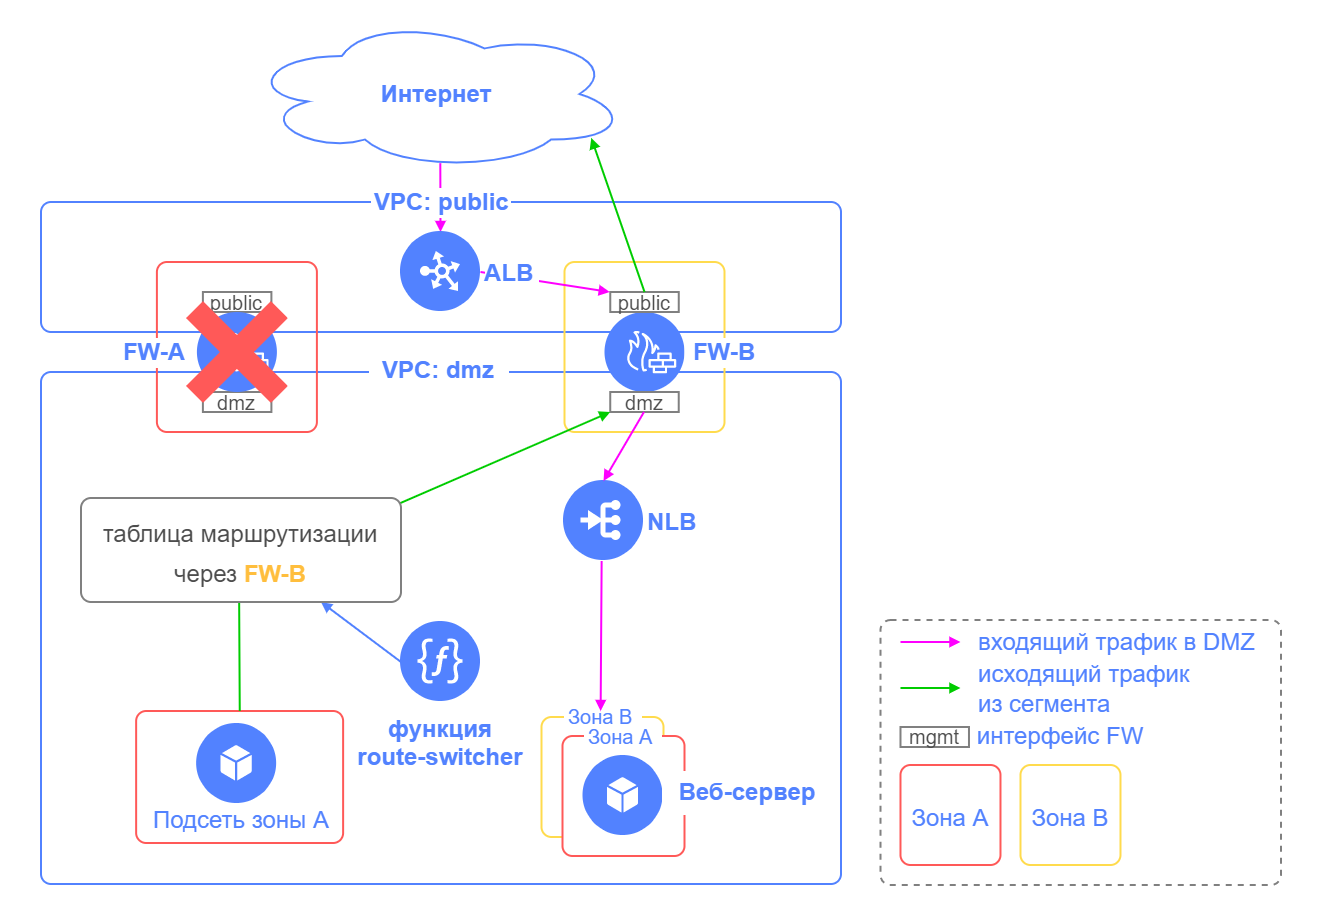 Интернет
VPC: public
ALB
public
public
FW-A
FW-B
VPC: dmz
dmz
dmz
таблица маршрутизации
через FW-B
NLB
функция
route-switcher
Зона B
Зона A
Веб-сервер
Подсеть зоны A
входящий трафик в DMZ
исходящий трафик
из сегмента
mgmt интерфейс FW
Зона A
Зона B